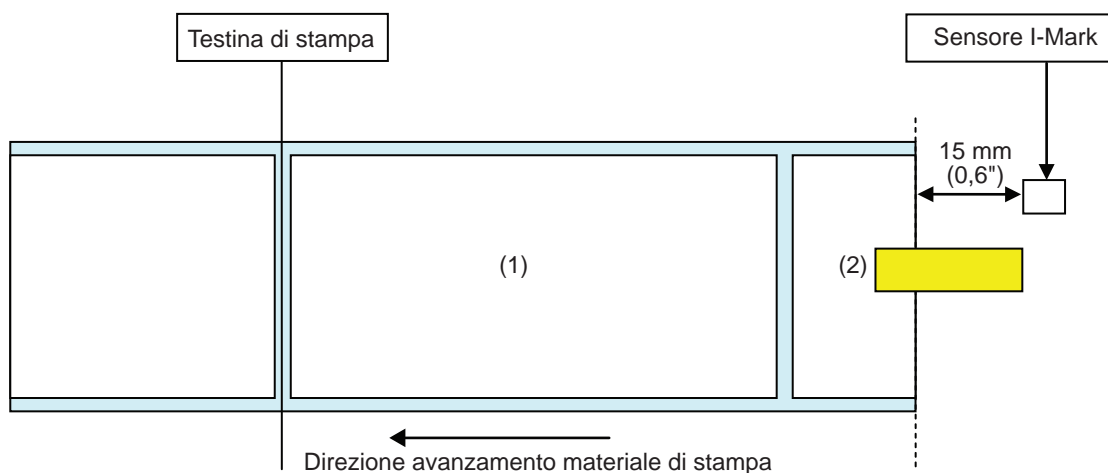 Testina di stampa
Sensore I-Mark
15 mm
(0,6")
(1)
(2)
Direzione avanzamento materiale di stampa